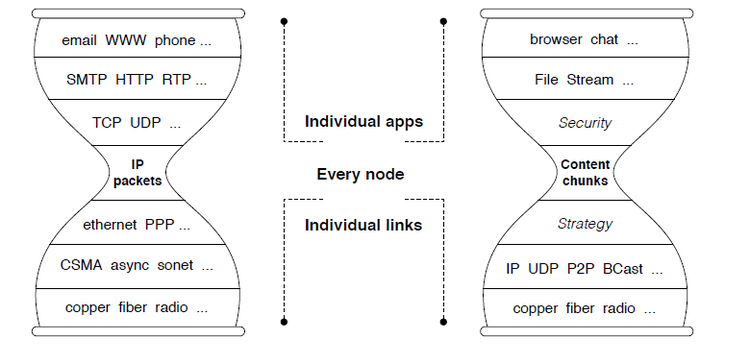 email WWW phone ...
SMTP HTTP RTP ...
TCP UDP ...
IP
packets
ethernet PPP ...
CSMA async sonet ...
copper fiber radio ...
Individual apps
Every node
Individual links
browser chat ...
File Stream ...
Security
Content
chunks
Strategy
IP UDP P2P BCast ...
copper fiber radio ...